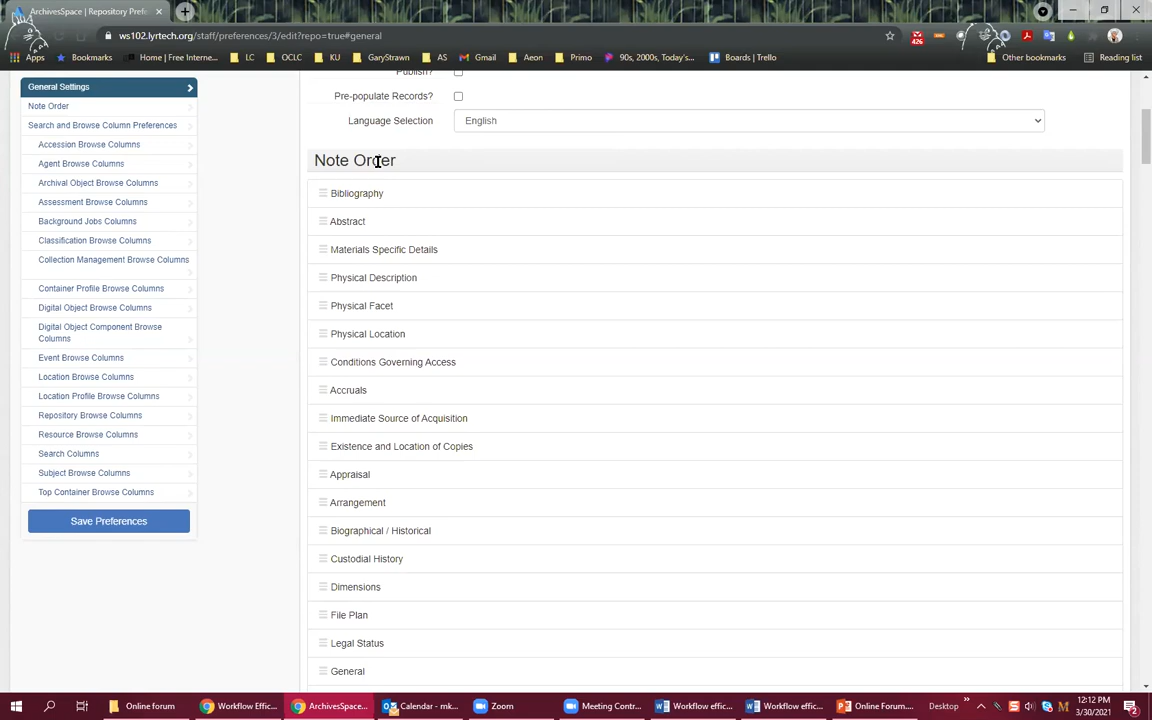 ArchivesSpace | Repository Pref
ws102.lyrtech.org/staff/preferences/3/edit?repo=true#general
Apps
Bookmarks
Home | Free Interne...
LC
OCLC
KU
GaryStrawn
AS
Gmail
Aeon
Primo
90s, 2000s, Today's...
Boards | Trello
Other bookmarks
Reading list
426
General Settings
Note Order
Search and Browse Column Preferences
Accession Browse Columns
Agent Browse Columns
Archival Object Browse Columns
Assessment Browse Columns
Background Jobs Columns
Classification Browse Columns
Collection Management Browse Columns
Container Profile Browse Columns
Digital Object Browse Columns
Digital Object Component Browse
Columns
Event Browse Columns
Location Browse Columns
Location Profile Browse Columns
Repository Browse Columns
Resource Browse Columns
Search Columns
Subject Browse Columns
Top Container Browse Columns
Save Preferences
Publish?
Pre-populate Records?
Language Selection
English
Note Order
Bibliography
Abstract
Materials Specific Details
Physical Description
Physical Facet
Physical Location
Conditions Governing Access
Accruals
Immediate Source of Acquisition
Existence and Location of Copies
Appraisal
Arrangement
Biographical / Historical
Custodial History
Dimensions
File Plan
Legal Status
General
Online forum
Workflow Effic...
ArchivesSpace...
Calendar - mk...
Zoom
Meeting Contr...
Workflow effic...
Workflow effic...
Online Forum....
Desktop
12:12 PM
3/30/2021
2